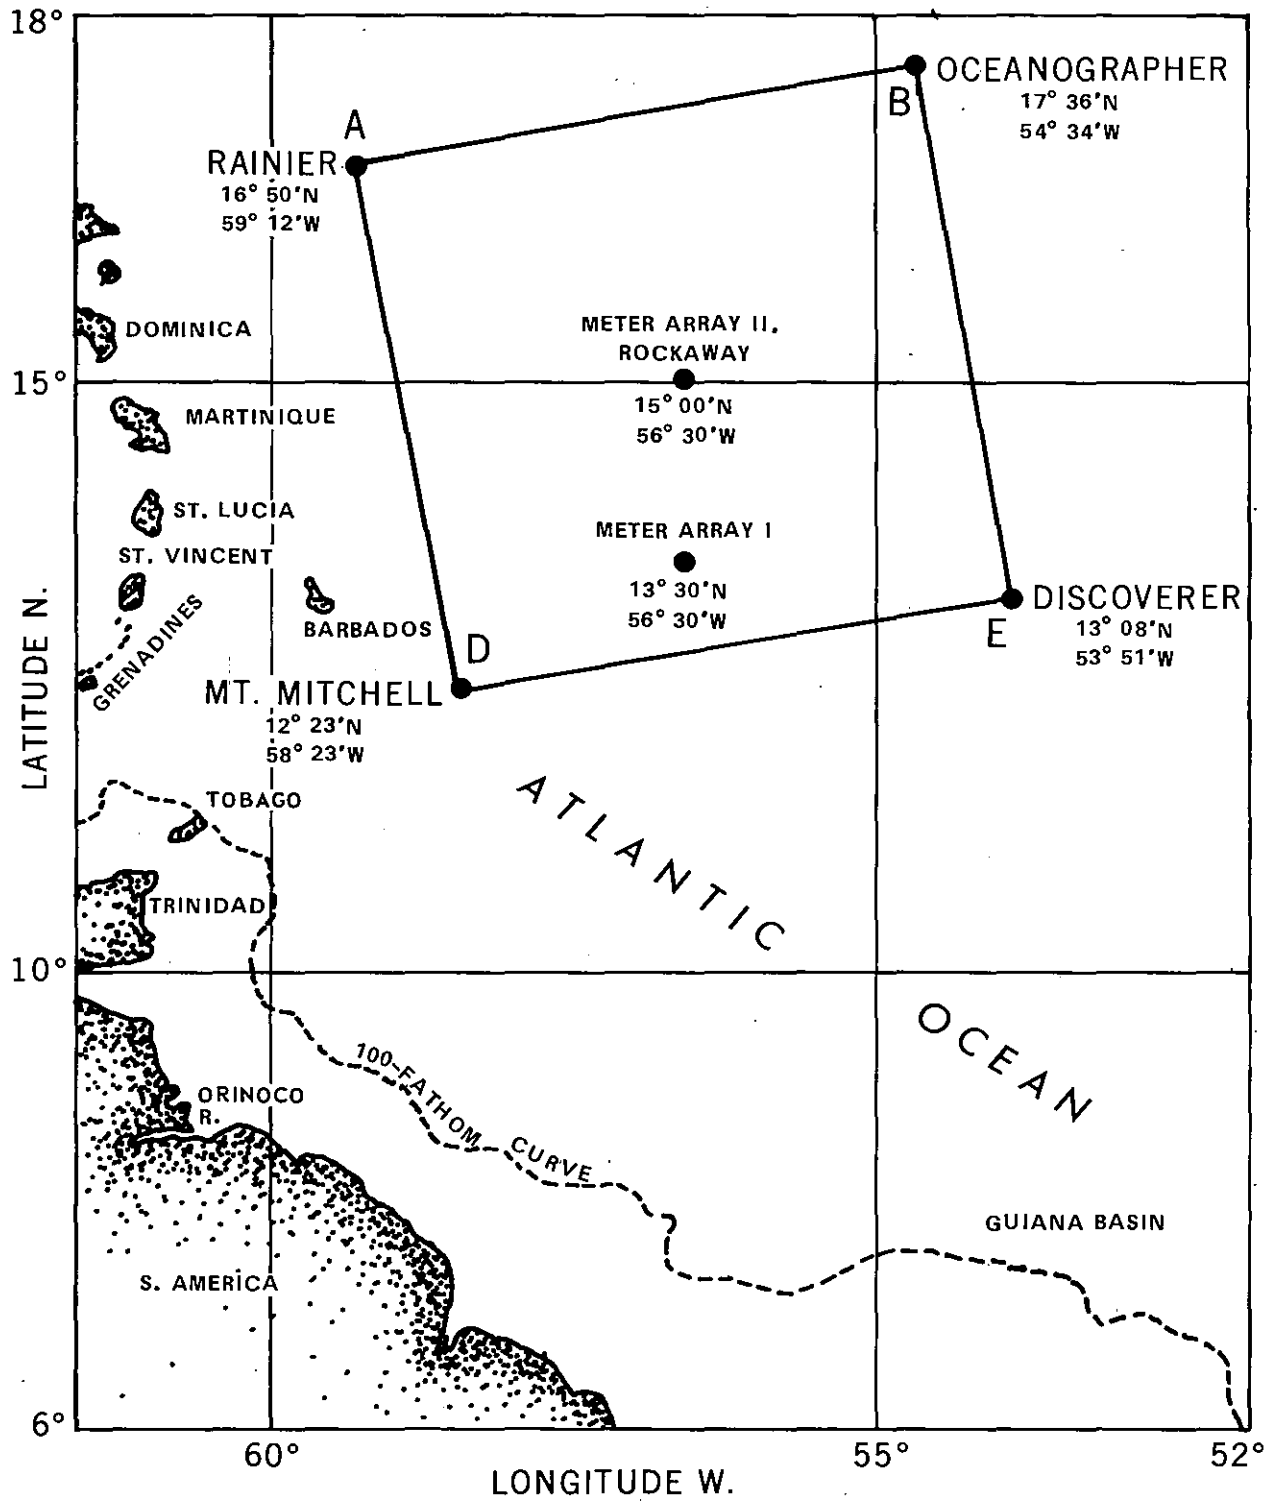 18°
OCEANOGRAPHER
B
17° 36'N
54° 34'W
A
RAINIER
16° 50'N
59° 12'W
DOMINICA
METER ARRAY II.
ROCKAWAY
15°
15° 00'N
56° 30'W
MARTINIQUE
ST. LUCIA
METER ARRAY I
13° 30'N
56° 30'W
ST. VINCENT
GRENADINES
BARBADOS
DISCOVERER
E
13° 08'N
53° 51'W
D
MT. MITCHELL
12° 23'N
58° 23'W
LATITUDE N.
TOBAGO
ATLANTIC
TRINIDAD
10°
OCEAN
100-FATHOM CURVE
ORINOCO
R.
GUIANA BASIN
S. AMERICA
6°
60°
55°
52°
LONGITUDE W.